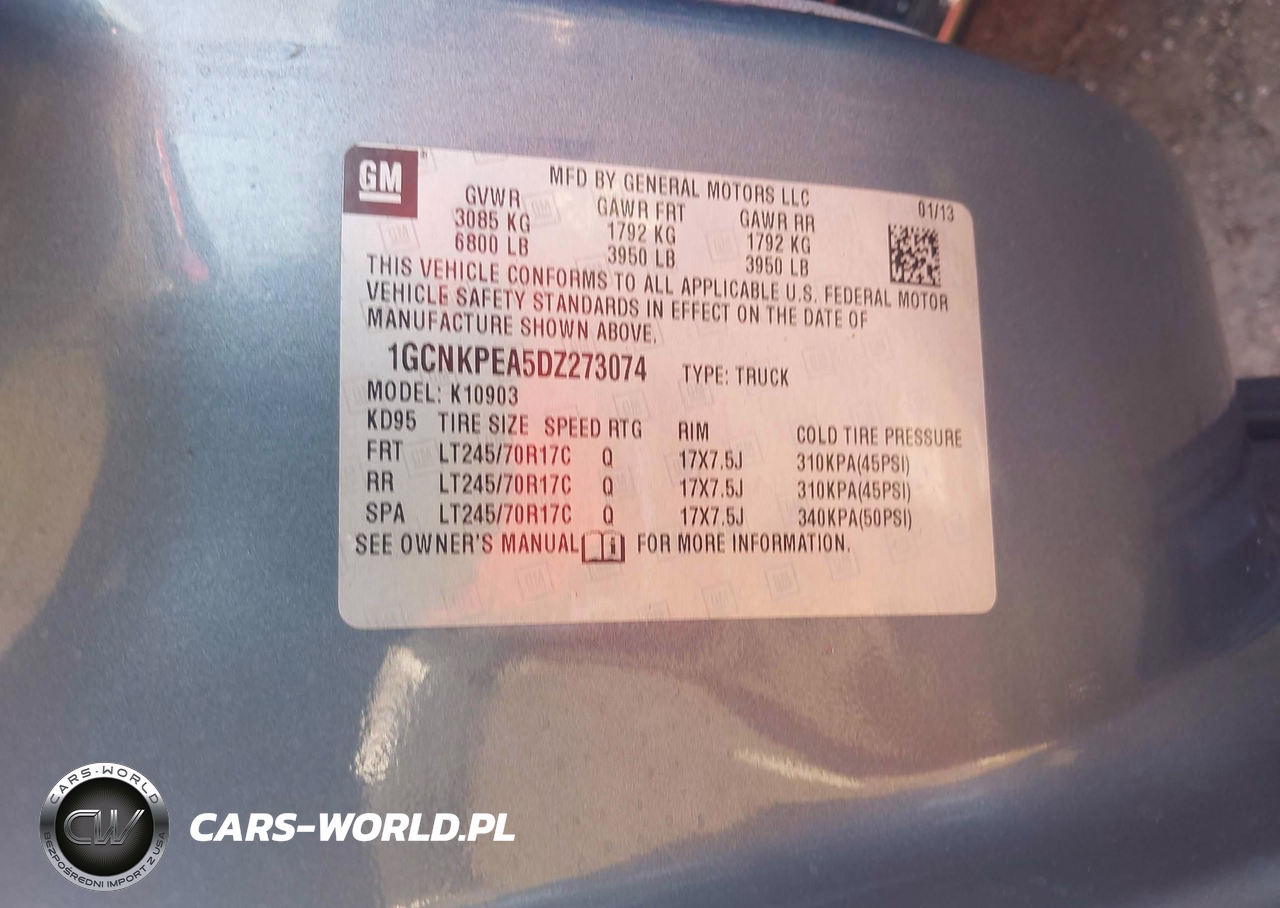 GM
MFD BY GENERAL MOTORS LLC
01/13
GVWR GAWR FRT GAWR RR
3085 KG 1792 KG 1792 KG
6800 LB 3950 LB 3950 LB
THIS VEHICLE CONFORMS TO ALL APPLICABLE U.S. FEDERAL MOTOR
VEHICLE SAFETY STANDARDS IN EFFECT ON THE DATE OF
MANUFACTURE SHOWN ABOVE.
1GCNKPEA5DZ273074 TYPE: TRUCK
MODEL: K10903
KD95 TIRE SIZE SPEED RTG RIM COLD TIRE PRESSURE
FRT LT245/70R17C Q 17X7.5J 310KPA(45PSI)
RR LT245/70R17C Q 17X7.5J 310KPA(45PSI)
SPA LT245/70R17C Q 17X7.5J 340KPA(50PSI)
SEE OWNER'S MANUAL i FOR MORE INFORMATION.
CARS-WORLD
CW
BEZPOŚREDNI IMPORT Z USA
CARS-WORLD.PL